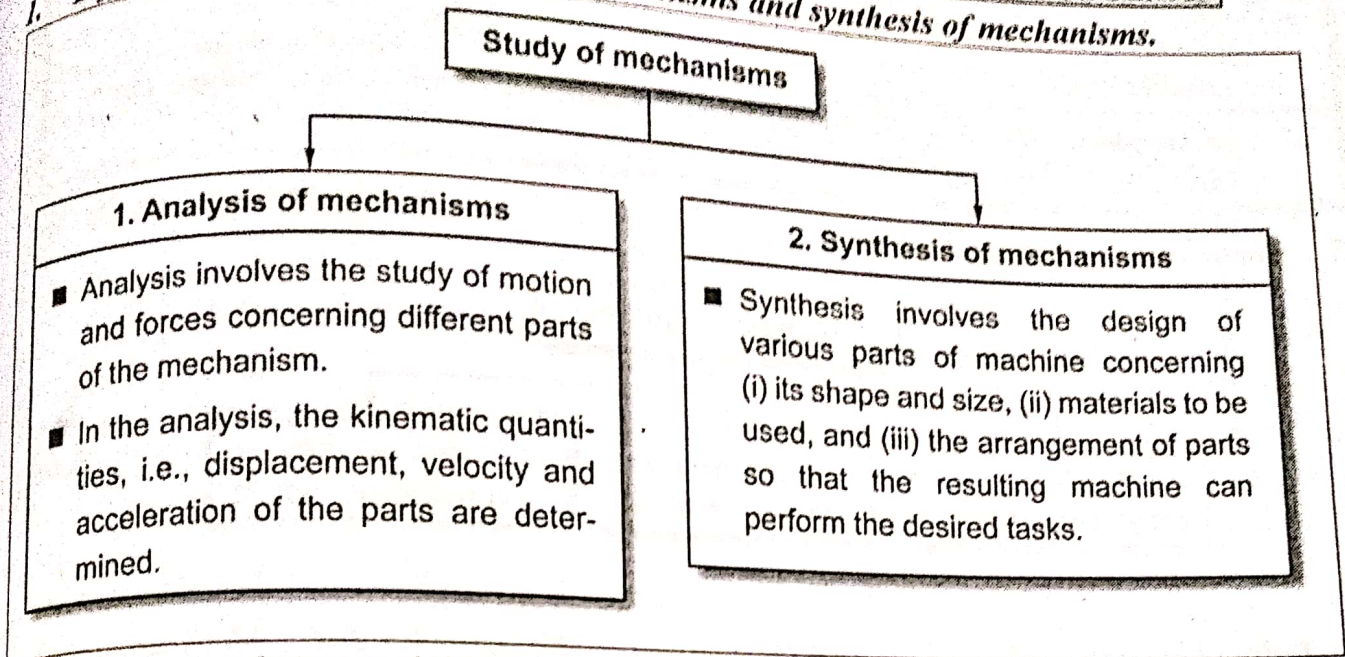 1.
and synthesis of mechanisms.
Study of mechanisms
1. Analysis of mechanisms
■ Analysis involves the study of motion
and forces concerning different parts
of the mechanism.
■ In the analysis, the kinematic quanti-
ties, i.e., displacement, velocity and
acceleration of the parts are deter-
mined.
2. Synthesis of mechanisms
■ Synthesis involves the design of
various parts of machine concerning
(i) its shape and size, (ii) materials to be
used, and (iii) the arrangement of parts
so that the resulting machine can
perform the desired tasks.